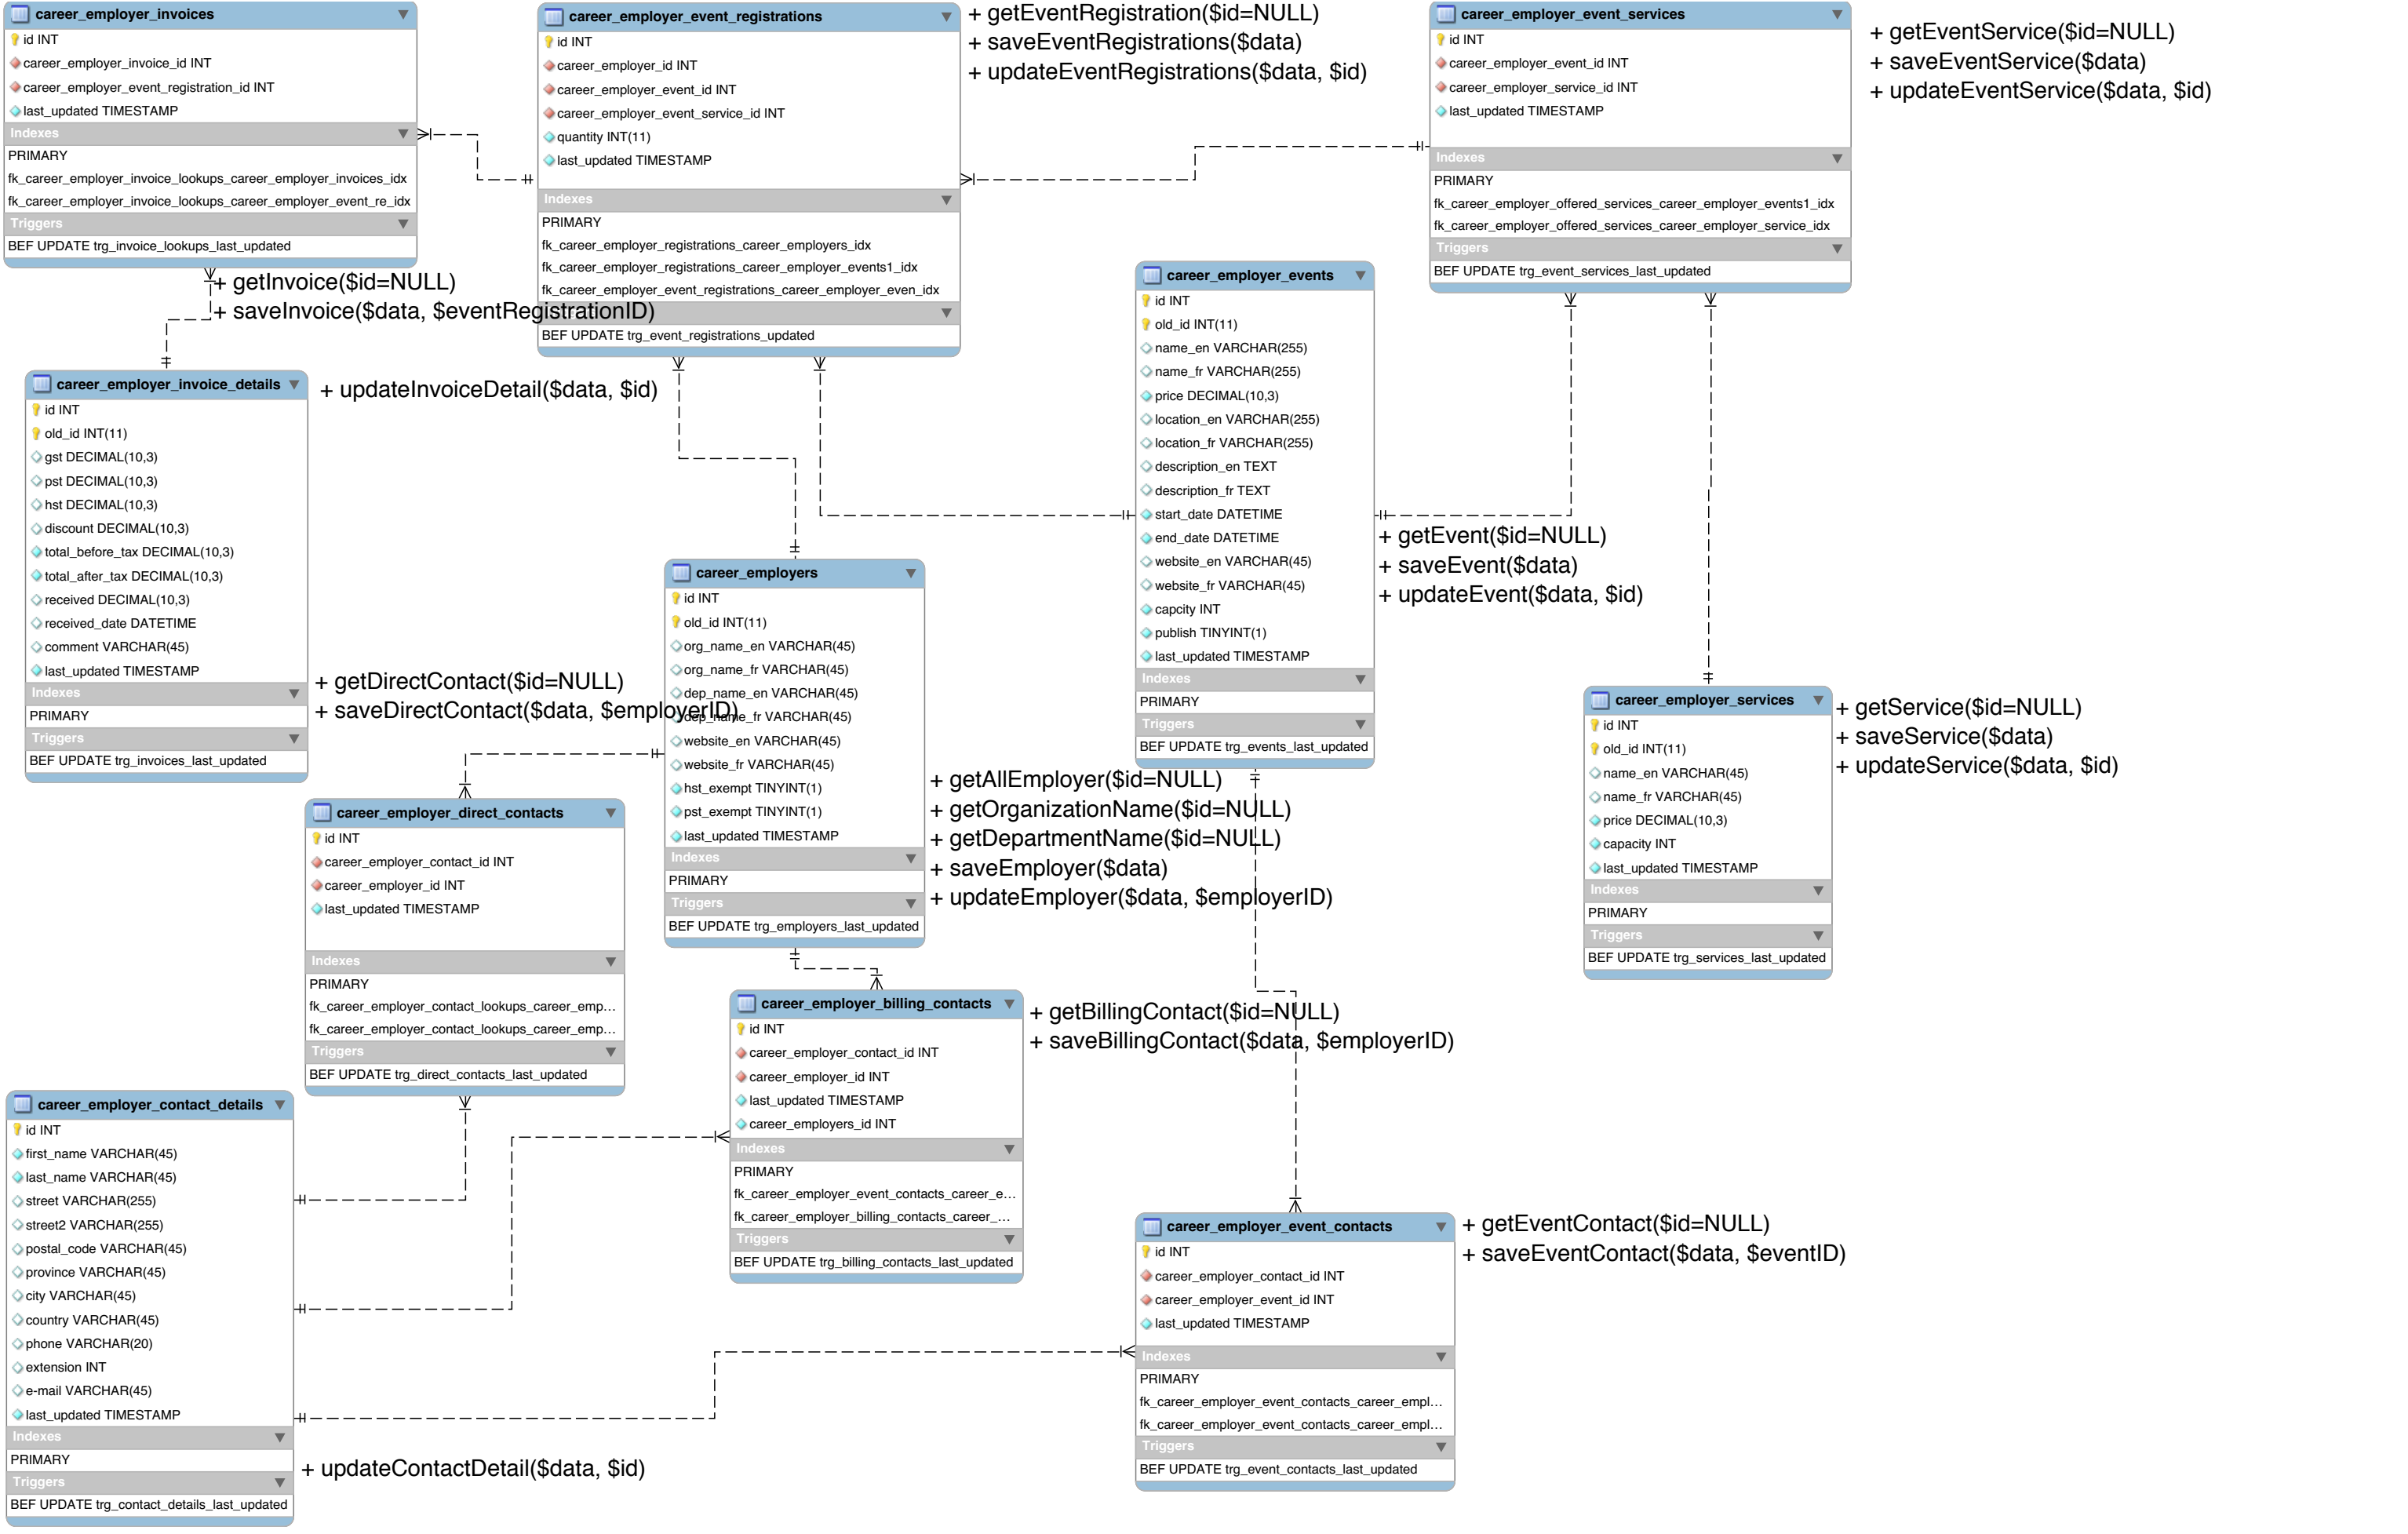 career_employer_invoices
id INT
career_employer_invoice_id INT
career_employer_event_registration_id INT
last_updated TIMESTAMP
Indexes
PRIMARY
fk_career_employer_invoice_lookups_career_employer_invoices_idx
fk_career_employer_invoice_lookups_career_employer_event_re_idx
Triggers
BEF UPDATE trg_invoice_lookups_last_updated
+ getInvoice($id=NULL)
+ saveInvoice($data, $eventRegistrationID)
career_employer_event_registrations
id INT
career_employer_id INT
career_employer_event_id INT
career_employer_event_service_id INT
quantity INT(11)
last_updated TIMESTAMP
Indexes
PRIMARY
fk_career_employer_registrations_career_employers_idx
fk_career_employer_registrations_career_employer_events1_idx
fk_career_employer_event_registrations_career_employer_even_idx
BEF UPDATE trg_event_registrations_updated
+ getEventRegistration($id=NULL)
+ saveEventRegistrations($data)
+ updateEventRegistrations($data, $id)
career_employer_event_services
id INT
career_employer_event_id INT
career_employer_service_id INT
last_updated TIMESTAMP
Indexes
PRIMARY
fk_career_employer_offered_services_career_employer_events1_idx
fk_career_employer_offered_services_career_employer_service_idx
Triggers
BEF UPDATE trg_event_services_last_updated
+ getEventService($id=NULL)
+ saveEventService($data)
+ updateEventService($data, $id)
career_employer_invoice_details
id INT
old_id INT(11)
gst DECIMAL(10,3)
pst DECIMAL(10,3)
hst DECIMAL(10,3)
discount DECIMAL(10,3)
total_before_tax DECIMAL(10,3)
total_after_tax DECIMAL(10,3)
received DECIMAL(10,3)
received_date DATETIME
comment VARCHAR(45)
last_updated TIMESTAMP
Indexes
PRIMARY
Triggers
BEF UPDATE trg_invoices_last_updated
+ updateInvoiceDetail($data, $id)
career_employer_events
id INT
old_id INT(11)
name_en VARCHAR(255)
name_fr VARCHAR(255)
price DECIMAL(10,3)
location_en VARCHAR(255)
location_fr VARCHAR(255)
description_en TEXT
description_fr TEXT
start_date DATETIME
end_date DATETIME
website_en VARCHAR(45)
website_fr VARCHAR(45)
capcity INT
publish TINYINT(1)
last_updated TIMESTAMP
Indexes
PRIMARY
Triggers
BEF UPDATE trg_events_last_updated
+ getEvent($id=NULL)
+ saveEvent($data)
+ updateEvent($data, $id)
career_employers
id INT
old_id INT(11)
org_name_en VARCHAR(45)
org_name_fr VARCHAR(45)
dep_name_en VARCHAR(45)
dep_name_fr VARCHAR(45)
website_en VARCHAR(45)
website_fr VARCHAR(45)
hst_exempt TINYINT(1)
pst_exempt TINYINT(1)
last_updated TIMESTAMP
Indexes
PRIMARY
Triggers
BEF UPDATE trg_employers_last_updated
+ getAllEmployer($id=NULL)
+ getOrganizationName($id=NULL)
+ getDepartmentName($id=NULL)
+ saveEmployer($data)
+ updateEmployer($data, $employerID)
career_employer_services
id INT
old_id INT(11)
name_en VARCHAR(45)
name_fr VARCHAR(45)
price DECIMAL(10,3)
capacity INT
last_updated TIMESTAMP
Indexes
PRIMARY
Triggers
BEF UPDATE trg_services_last_updated
+ getService($id=NULL)
+ saveService($data)
+ updateService($data, $id)
+ getDirectContact($id=NULL)
+ saveDirectContact($data, $employerID)
career_employer_direct_contacts
id INT
career_employer_contact_id INT
career_employer_id INT
last_updated TIMESTAMP
Indexes
PRIMARY
fk_career_employer_contact_lookups_career_emp...
fk_career_employer_contact_lookups_career_emp...
Triggers
BEF UPDATE trg_direct_contacts_last_updated
career_employer_billing_contacts
id INT
career_employer_contact_id INT
career_employer_id INT
last_updated TIMESTAMP
career_employers_id INT
Indexes
PRIMARY
fk_career_employer_event_contacts_career_e...
fk_career_employer_billing_contacts_career_...
Triggers
BEF UPDATE trg_billing_contacts_last_updated
+ getBillingContact($id=NULL)
+ saveBillingContact($data, $employerID)
career_employer_contact_details
id INT
first_name VARCHAR(45)
last_name VARCHAR(45)
street VARCHAR(255)
street2 VARCHAR(255)
postal_code VARCHAR(45)
province VARCHAR(45)
city VARCHAR(45)
country VARCHAR(45)
phone VARCHAR(20)
extension INT
e-mail VARCHAR(45)
last_updated TIMESTAMP
Indexes
PRIMARY
Triggers
BEF UPDATE trg_contact_details_last_updated
+ updateContactDetail($data, $id)
career_employer_event_contacts
id INT
career_employer_contact_id INT
career_employer_event_id INT
last_updated TIMESTAMP
Indexes
PRIMARY
fk_career_employer_event_contacts_career_empl...
fk_career_employer_event_contacts_career_empl...
Triggers
BEF UPDATE trg_event_contacts_last_updated
+ getEventContact($id=NULL)
+ saveEventContact($data, $eventID)